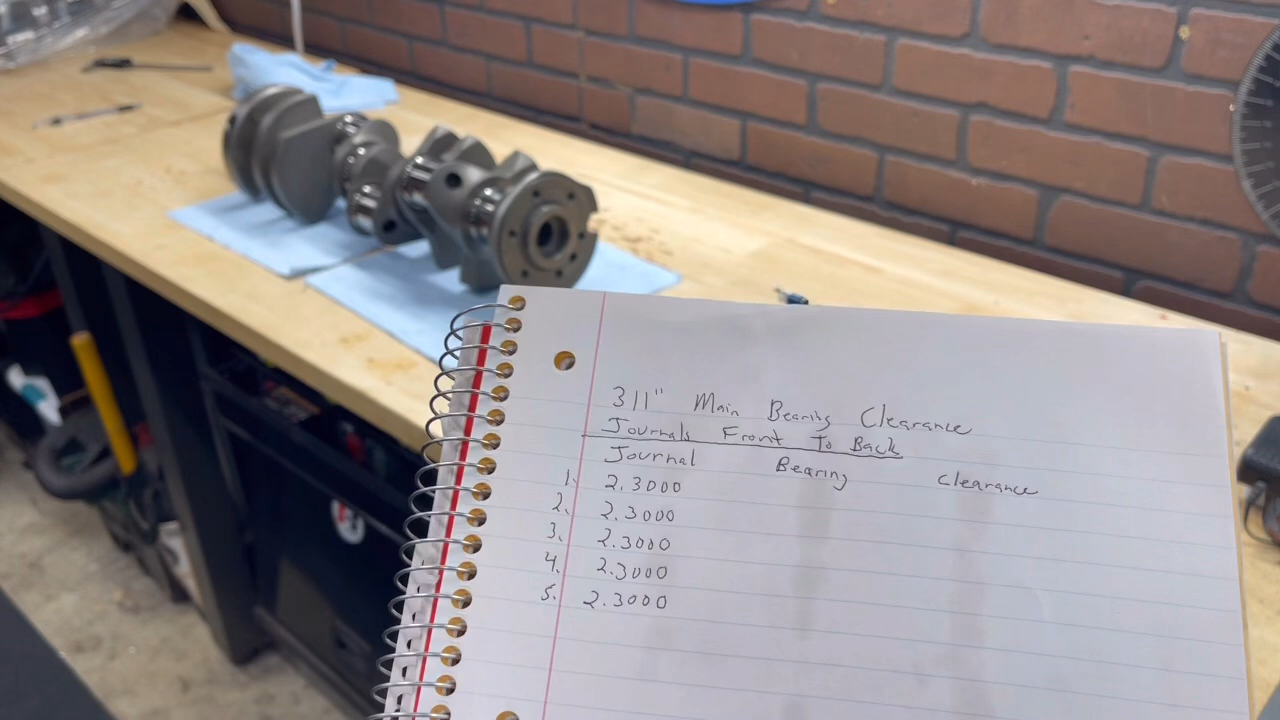 311" Main Bearing Clearance
Journals Front To Back
Journal Bearing Clearance
1. 2.3000
2. 2.3000
3. 2.3000
4. 2.3000
5. 2.3000